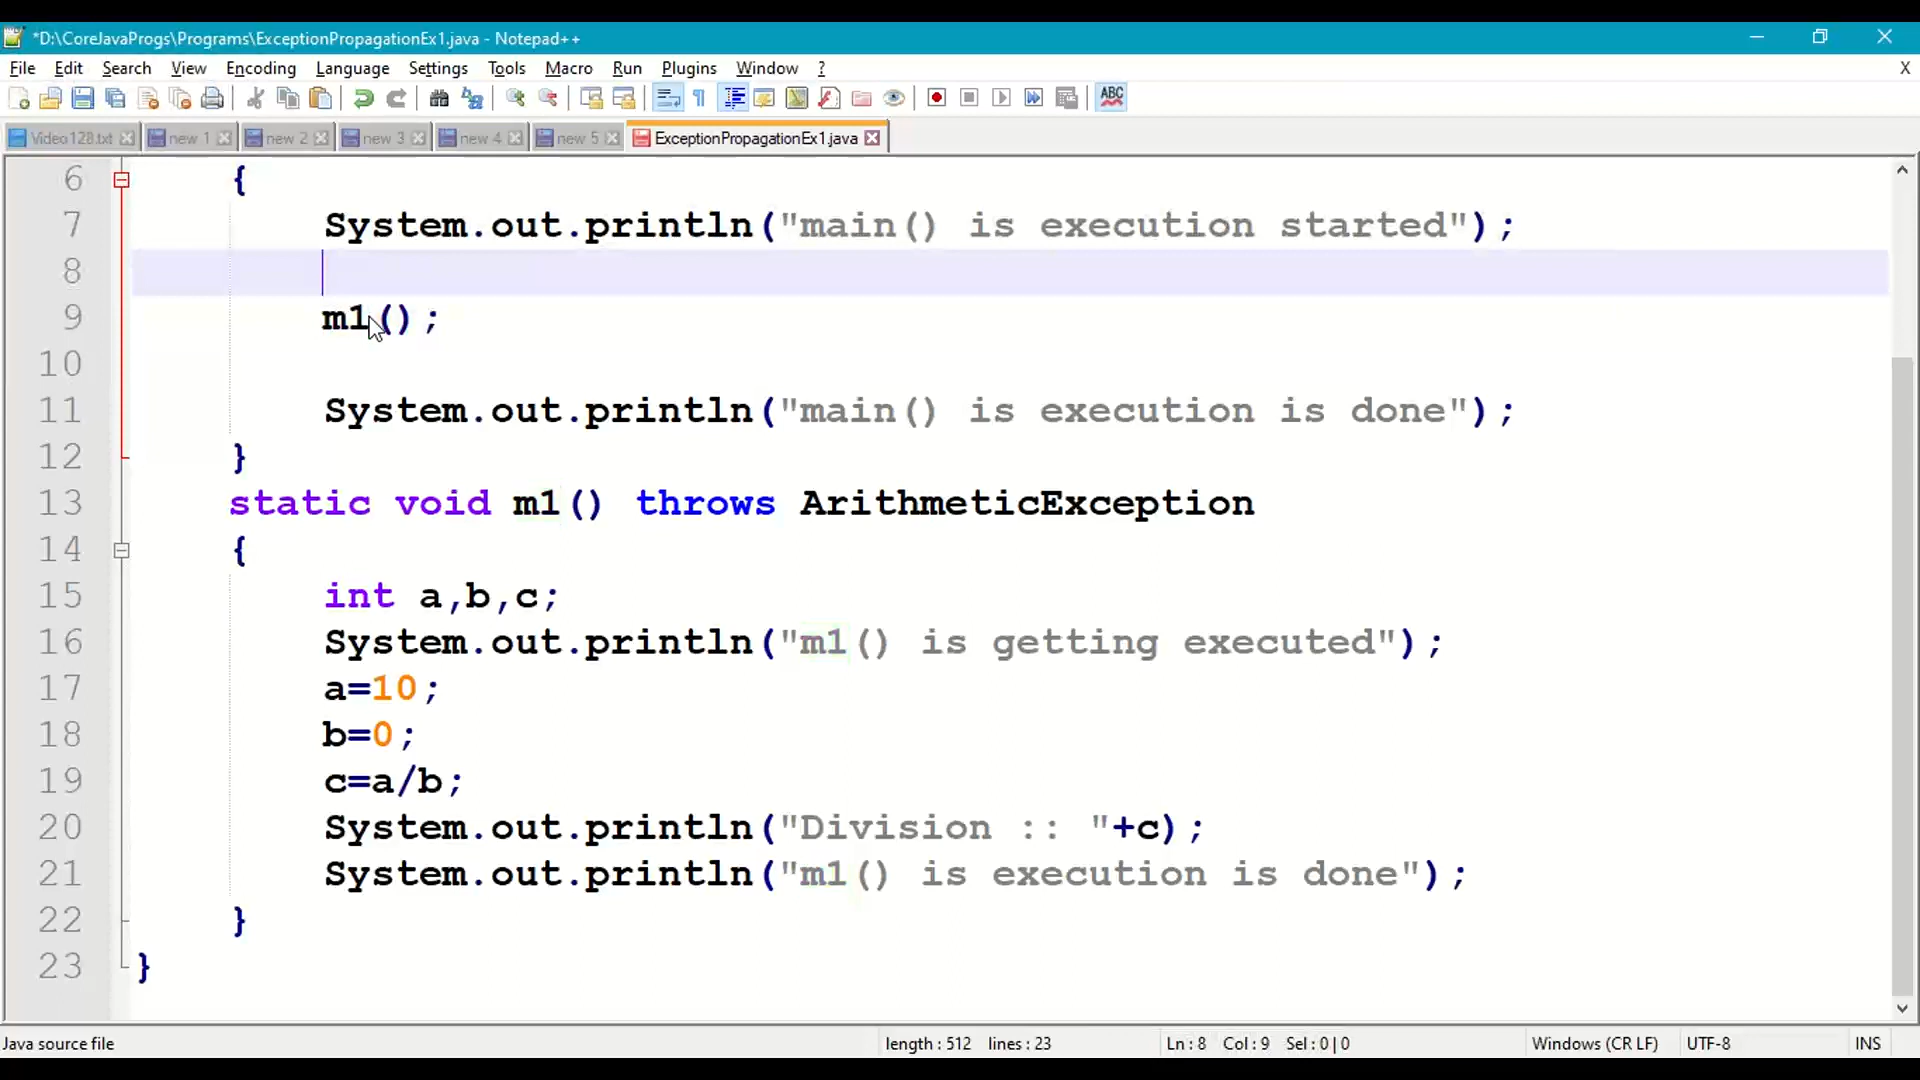 *D:\CoreJavaProgs\Programs\ExceptionPropagationEx1.java - Notepad++
File Edit Search View Encoding Language Settings Tools Macro Run Plugins Window ? X
ABC
Video128.txt new 1 new 2 new 3 new 4 new 5 ExceptionPropagationEx1.java
6 {
7 System.out.println("main() is execution started");
8
9 m1();
10
11 System.out.println("main() is execution is done");
12 }
13 static void m1() throws ArithmeticException
14 {
15 int a,b,c;
16 System.out.println("m1() is getting executed");
17 a=10;
18 b=0;
19 c=a/b;
20 System.out.println("Division :: "+c);
21 System.out.println("m1() is execution is done");
22 }
23 }
Java source file length : 512 lines : 23 Ln : 8 Col : 9 Sel : 0 | 0 Windows (CR LF) UTF-8 INS